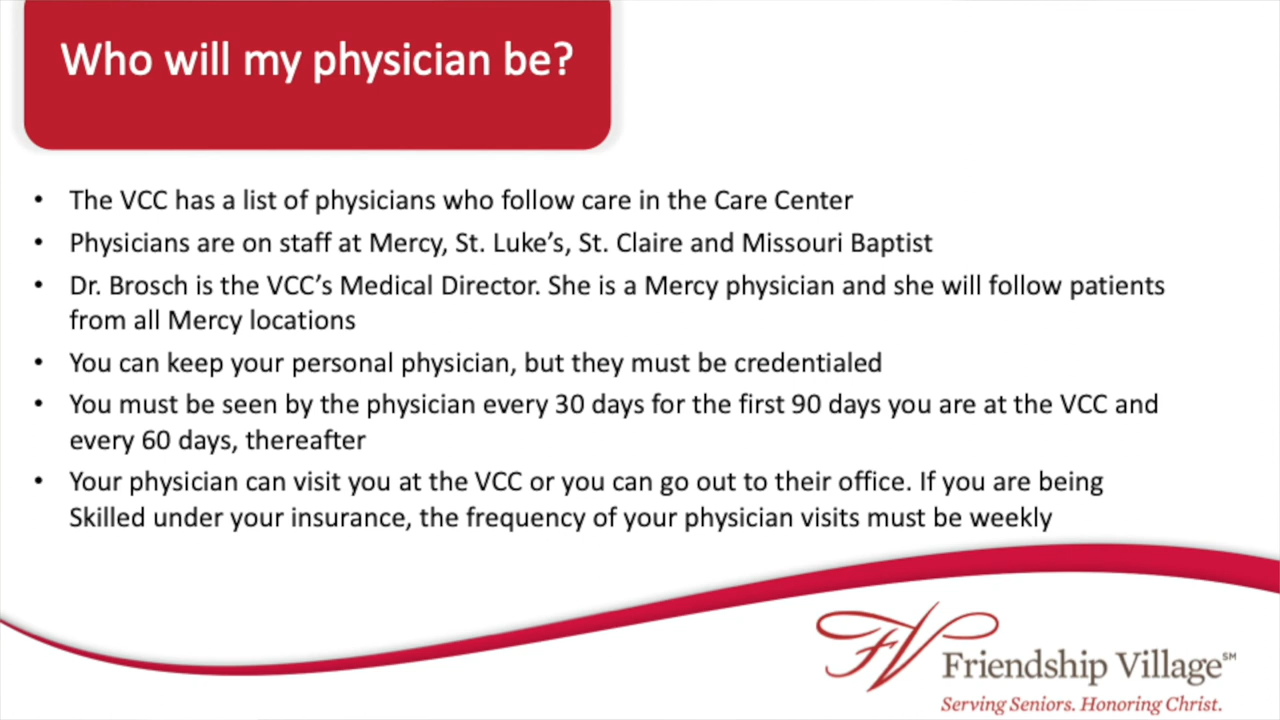 Who will my physician be?
• The VCC has a list of physicians who follow care in the Care Center
• Physicians are on staff at Mercy, St. Luke’s, St. Claire and Missouri Baptist
• Dr. Brosch is the VCC’s Medical Director. She is a Mercy physician and she will follow patients
from all Mercy locations
• You can keep your personal physician, but they must be credentialed
• You must be seen by the physician every 30 days for the first 90 days you are at the VCC and
every 60 days, thereafter
• Your physician can visit you at the VCC or you can go out to their office. If you are being
Skilled under your insurance, the frequency of your physician visits must be weekly
FV
Friendship Village℠
Serving Seniors. Honoring Christ.